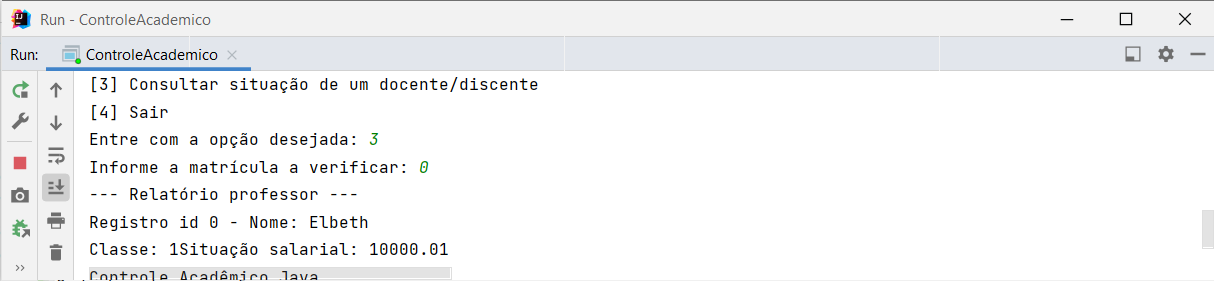 Run - ControleAcademico
Run: ControleAcademico
[3] Consultar situação de um docente/discente
[4] Sair
Entre com a opção desejada: 3
Informe a matrícula a verificar: 0
--- Relatório professor ---
Registro id 0 - Nome: Elbeth
Classe: 1Situação salarial: 10000.01
Controle Acadêmico Java